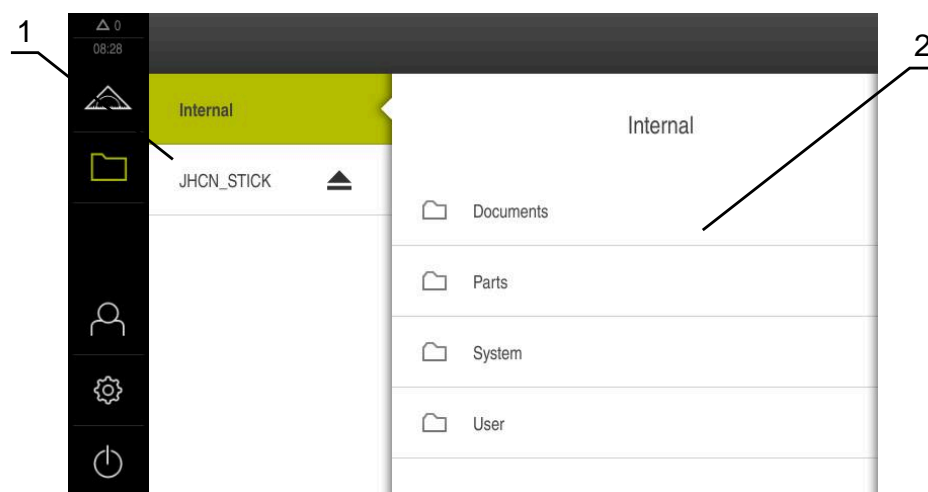 1
0
08:28
2
Internal
Internal
JHCN_STICK
Documents
Parts
System
User